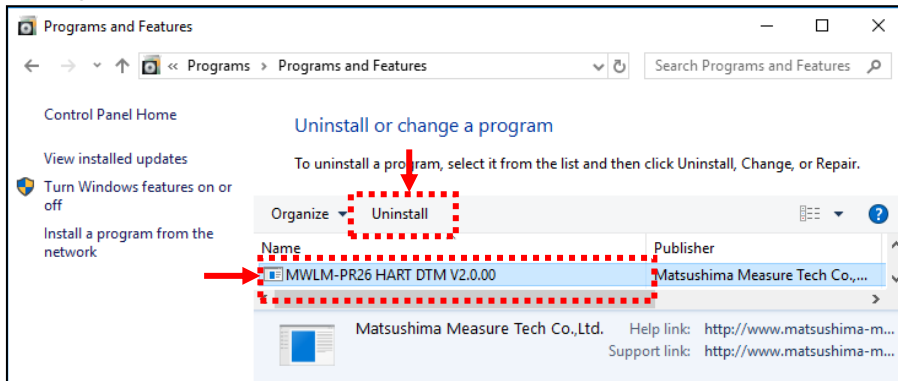 Programs and Features
« Programs > Programs and Features
Search Programs and Features
Control Panel Home
Uninstall or change a program
View installed updates
To uninstall a program, select it from the list and then click Uninstall, Change, or Repair.
Turn Windows features on or
off
Organize Uninstall
Install a program from the
network
Name Publisher
MWLM-PR26 HART DTM V2.0.00 Matsushima Measure Tech Co.,...
Matsushima Measure Tech Co.,Ltd. Help link: http://www.matsushima-m...
Support link: http://www.matsushima-m...